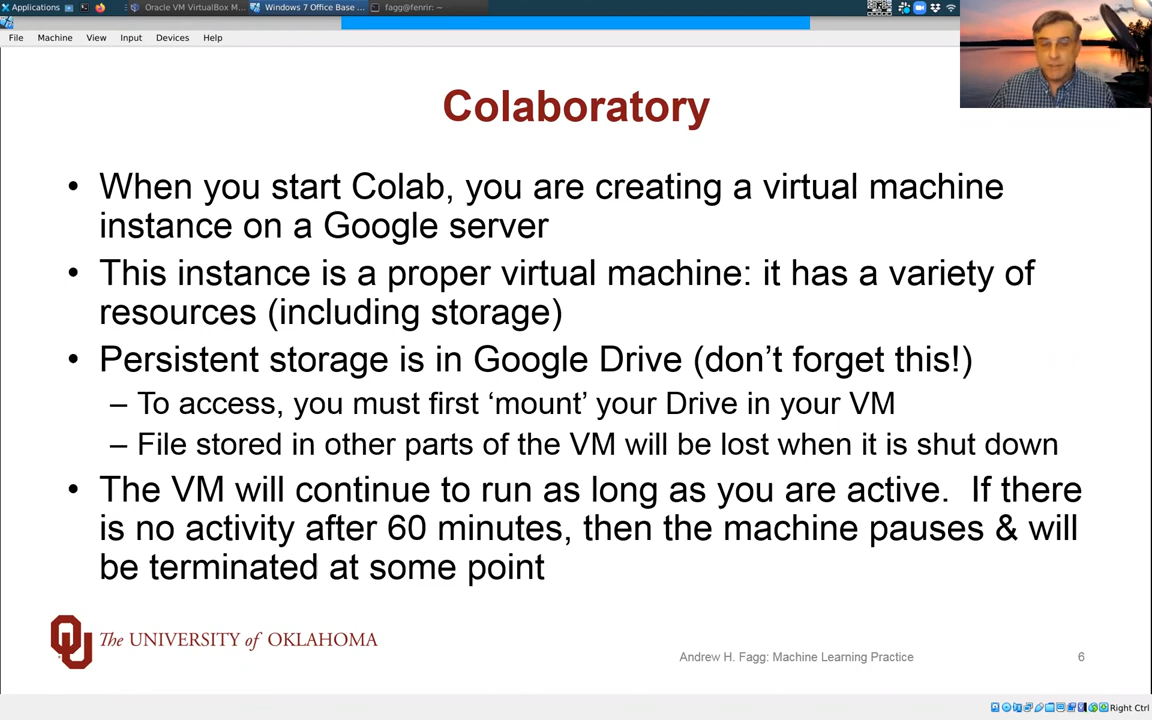 Applications
Oracle VM VirtualBox M...
Windows 7 Office Base ...
fagg@fenrir: ~
File Machine View Input Devices Help
Colaboratory
• When you start Colab, you are creating a virtual machine
instance on a Google server
• This instance is a proper virtual machine: it has a variety of
resources (including storage)
• Persistent storage is in Google Drive (don’t forget this!)
– To access, you must first ‘mount’ your Drive in your VM
– File stored in other parts of the VM will be lost when it is shut down
• The VM will continue to run as long as you are active.  If there
is no activity after 60 minutes, then the machine pauses & will
be terminated at some point
The UNIVERSITY of OKLAHOMA
Andrew H. Fagg: Machine Learning Practice
6
Right Ctrl